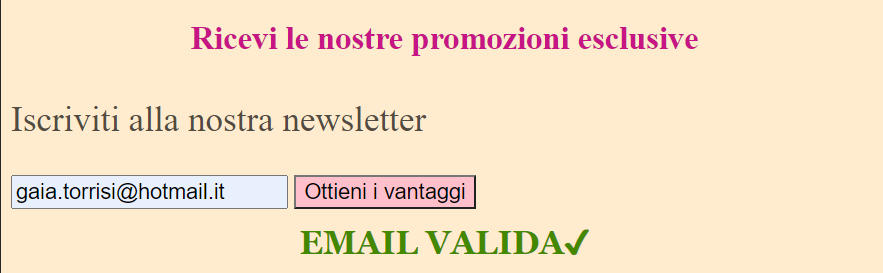 Ricevi le nostre promozioni esclusive
Iscriviti alla nostra newsletter
gaia.torrisi@hotmail.it Ottieni i vantaggi
EMAIL VALIDA✔